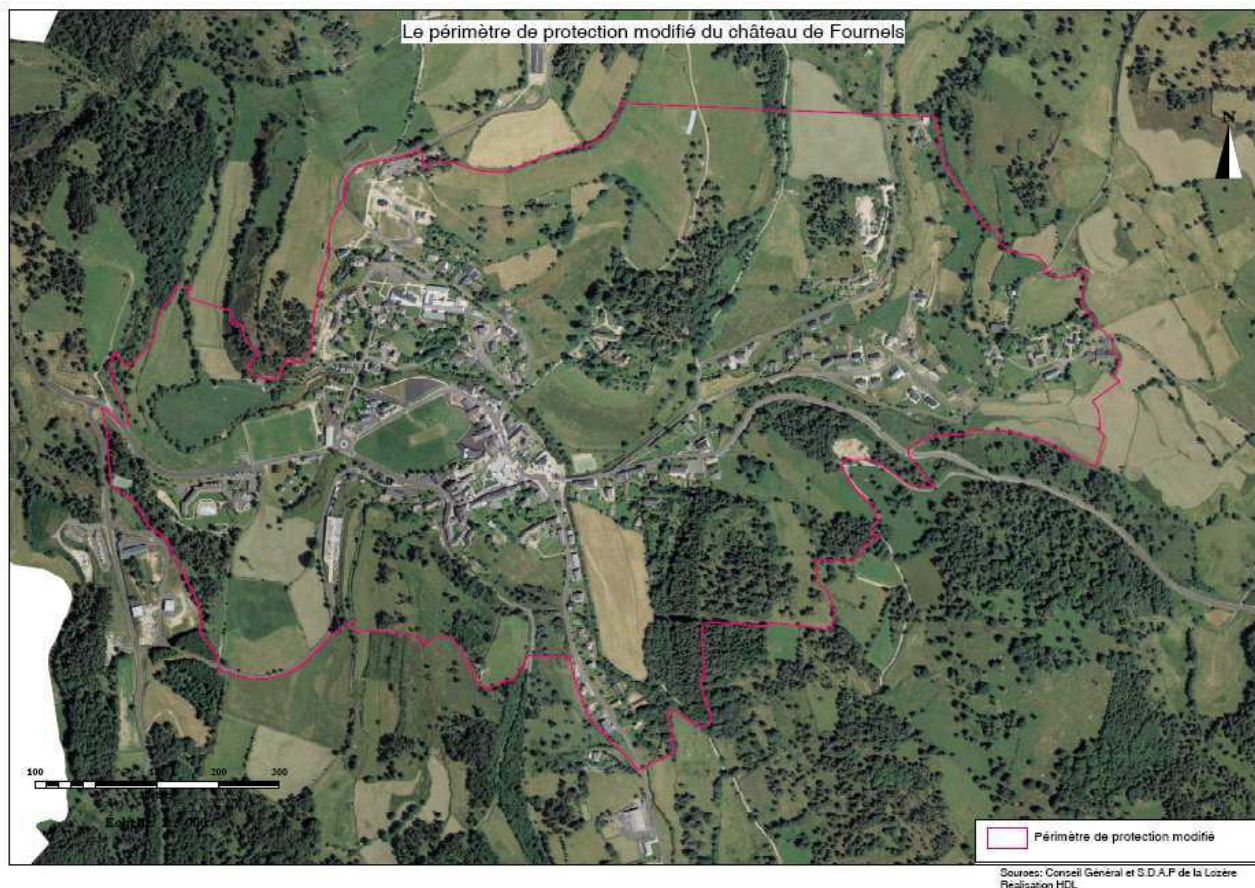 Le périmètre de protection modifié du château de Fournels
N
100 100 200 300
Périmètre de protection modifié
Sources: Conseil Général et S.D.A.P de la Lozère
Réalisation HDL